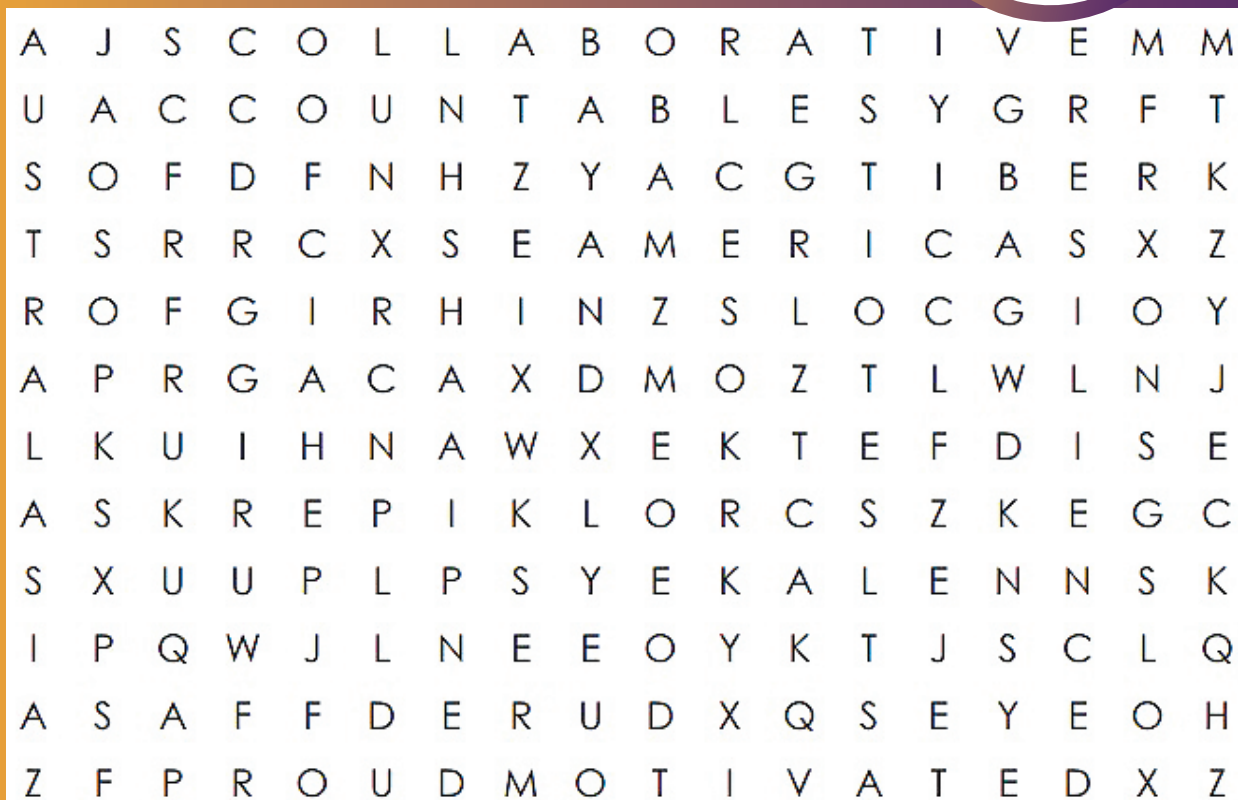 A J S C O L L A B O R A T I V E M M
U A C C O U N T A B L E S Y G R F T
S O F D F N H Z Y A C G T I B E R K
T S R R C X S E A M E R I C A S X Z
R O F G I R H I N Z S L O C G I O Y
A P R G A C A X D M O Z T L W L N J
L K U I H N A W X E K T E F D I S E
A S K R E P I K L O R C S Z K E G C
S X U U P L P S Y E K A L E N N S K
I P Q W J L N E E O Y K T J S C L Q
A S A F F D E R U D X Q S E Y E O H
Z F P R O U D M O T I V A T E D X Z